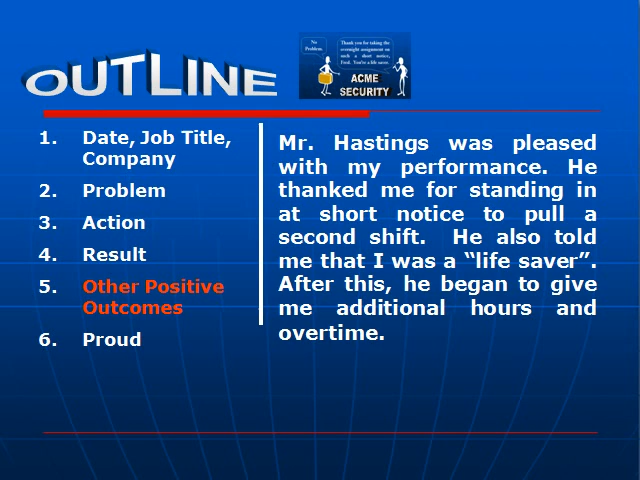 OUTLINE
No
Problem.
Thank you for taking the
overnight assignment on
such a short notice,
Fred. You're a life saver.
ACME
SECURITY
1. Date, Job Title,
Company
2. Problem
3. Action
4. Result
5. Other Positive
Outcomes
6. Proud
Mr. Hastings was pleased
with my performance. He
thanked me for standing in
at short notice to pull a
second shift. He also told
me that I was a “life saver”.
After this, he began to give
me additional hours and
overtime.